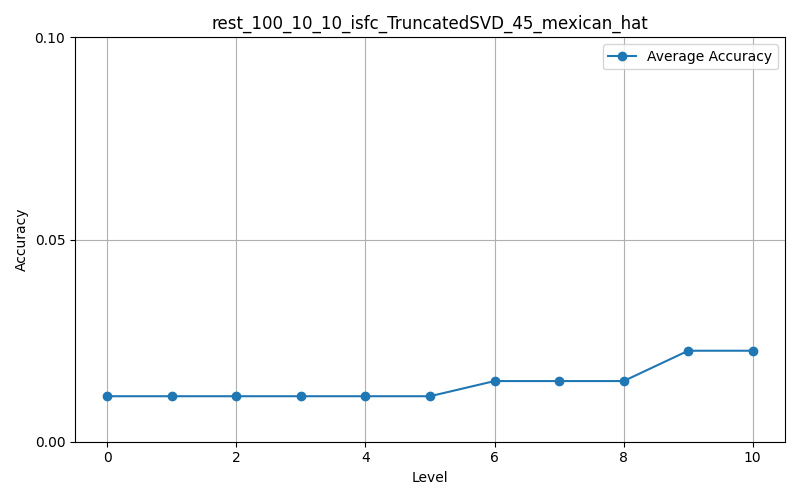 rest_100_10_10_isfc_TruncatedSVD_45_mexican_hat
Average Accuracy
0.10
0.05
0.00
Accuracy
0 2 4 6 8 10
Level